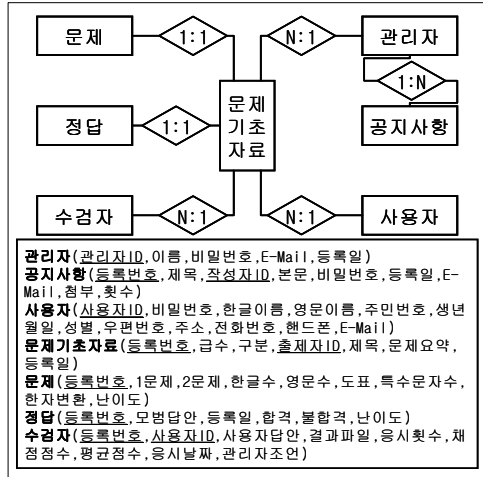 문제
1:1
N:1
관리자
1:N
문제
기초
자료
정답
1:1
공지사항
수검자
N:1
N:1
사용자
관리자(관리자ID,이름,비밀번호,E-Mail,등록일)
공지사항(등록번호,제목,작성자ID,본문,비밀번호,등록일,E-
Mail,첨부,횟수)
사용자(사용자ID,비밀번호,한글이름,영문이름,주민번호,생년
월일,성별,우편번호,주소,전화번호,핸드폰,E-Mail)
문제기초자료(등록번호,급수,구분,출제자ID,제목,문제요약,
등록일)
문제(등록번호,1문제,2문제,한글수,영문수,도표,특수문자수,
한자변환,난이도)
정답(등록번호,모범답안,등록일,합격,불합격,난이도)
수검자(등록번호,사용자ID,사용자답안,결과파일,응시횟수,채
점점수,평균점수,응시날짜,관리자조언)